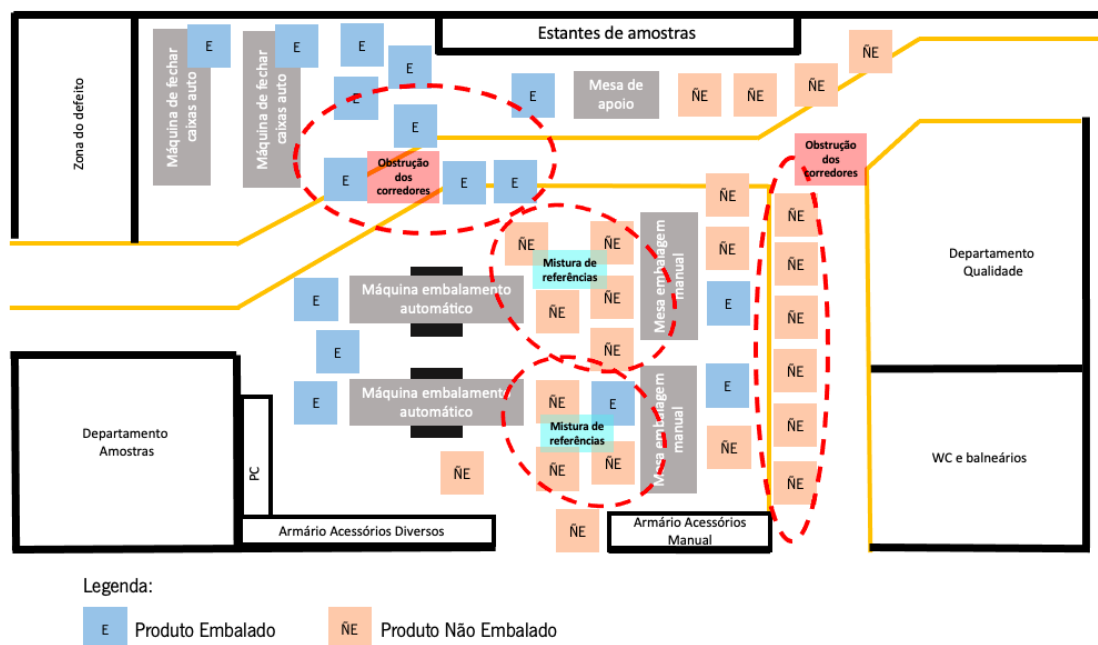 Estantes de amostras
Zona do defeito
Máquina de fechar
caixas auto
E
Máquina de fechar
caixas auto
E
E
E
E
E
E
Mesa de
apoio
ÑE
ÑE
ÑE
ÑE
E
Obstrução
dos
corredores
E
E
Obstrução
dos
corredores
ÑE
ÑE
ÑE
ÑE
Mistura de
referências
ÑE
ÑE
Mesa embalagem
manual
ÑE
ÑE
Departamento
Qualidade
E
Máquina embalamento
automático
ÑE
E
ÑE
E
ÑE
ÑE
E
Máquina embalamento
automático
ÑE
E
Mistura de
referências
ÑE
ÑE
Mesa embalagem
manual
E
ÑE
ÑE
ÑE
Departamento
Amostras
PC
ÑE
ÑE
WC e balneários
ÑE
Armário Acessórios Diversos
Armário Acessórios
Manual
Legenda:
E Produto Embalado
ÑE Produto Não Embalado